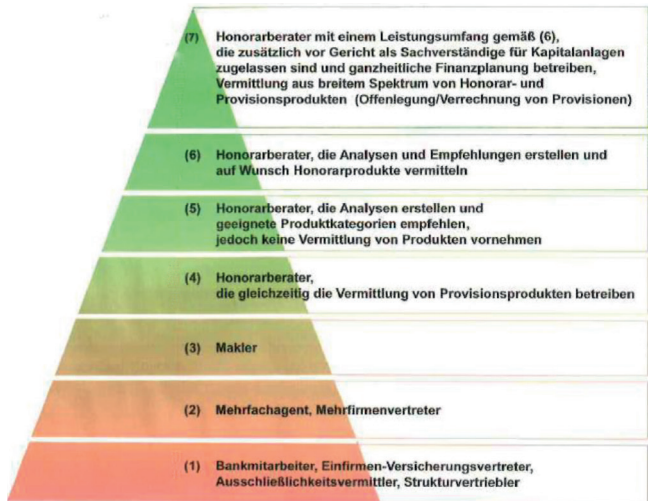 (7) Honorarberater mit einem Leistungsumfang gemäß (6),
die zusätzlich vor Gericht als Sachverständige für Kapitalanlagen
zugelassen sind und ganzheitliche Finanzplanung betreiben,
Vermittlung aus breitem Spektrum von Honorar- und
Provisionsprodukten (Offenlegung/Verrechnung von Provisionen)
(6) Honorarberater, die Analysen und Empfehlungen erstellen und
auf Wunsch Honorarprodukte vermitteln
(5) Honorarberater, die Analysen erstellen und
geeignete Produktkategorien empfehlen,
jedoch keine Vermittlung von Produkten vornehmen
(4) Honorarberater,
die gleichzeitig die Vermittlung von Provisionsprodukten betreiben
(3) Makler
(2) Mehrfachagent, Mehrfirmenvertreter
(1) Bankmitarbeiter, Einfirmen-Versicherungsvertreter,
Ausschließlichkeitsvermittler, Strukturvertriebler